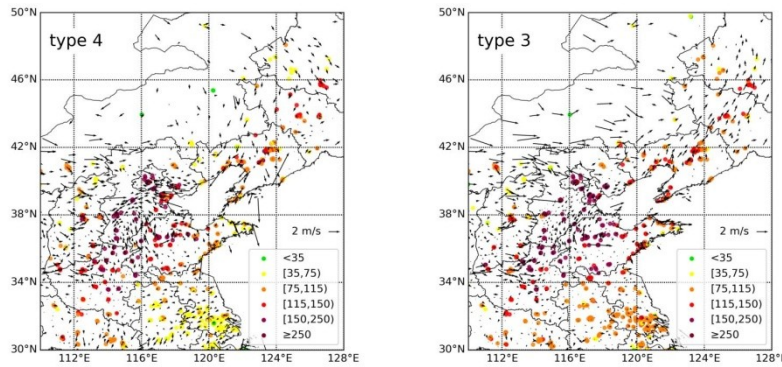 50°N
type 4
46°N
42°N
38°N
2 m/s
<35
[35,75)
[75,115)
[115,150)
[150,250)
≥250
34°N
30°N
112°E 116°E 120°E 124°E 128°E
50°N
type 3
46°N
42°N
38°N
2 m/s
<35
[35,75)
[75,115)
[115,150)
[150,250)
≥250
34°N
30°N
112°E 116°E 120°E 124°E 128°E